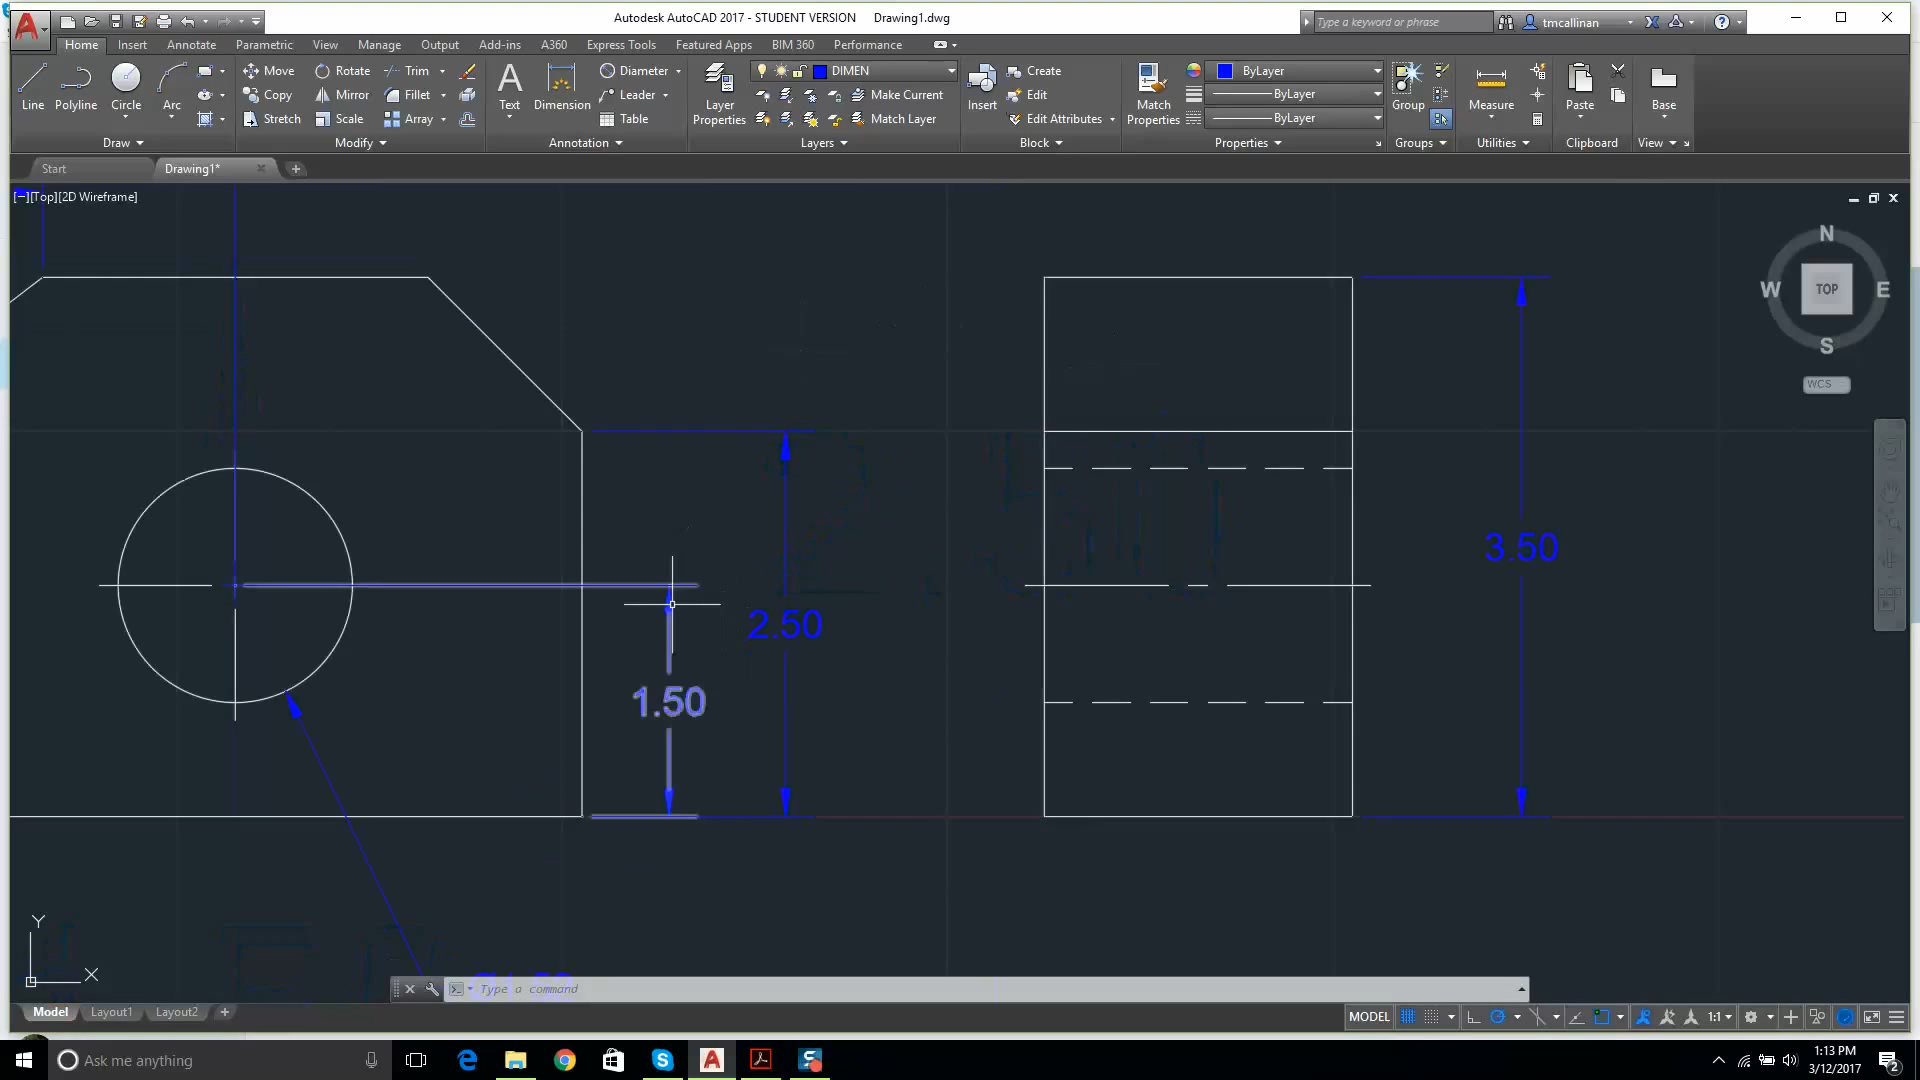 Autodesk AutoCAD 2017 - STUDENT VERSION Drawing1.dwg
Type a keyword or phrase
tmcallinan
Home Insert Annotate Parametric View Manage Output Add-ins A360 Express Tools Featured Apps BIM 360 Performance
Line Polyline Circle Arc
Move Rotate Trim
Copy Mirror Fillet
Stretch Scale Array
Text Dimension
Diameter
Leader
Table
Layer Properties
DIMEN
Make Current
Match Layer
Insert
Create
Edit
Edit Attributes
Match Properties
ByLayer
ByLayer
ByLayer
Group
Measure
Paste
Base
Draw Modify Annotation Layers Block Properties Groups Utilities Clipboard View
Start Drawing1*
[−][Top][2D Wireframe]
N
W TOP E
S
WCS
3.50
2.50
1.50
Y
X
Type a command
Model Layout1 Layout2
MODEL 1:1
Ask me anything
1:13 PM
3/12/2017
2